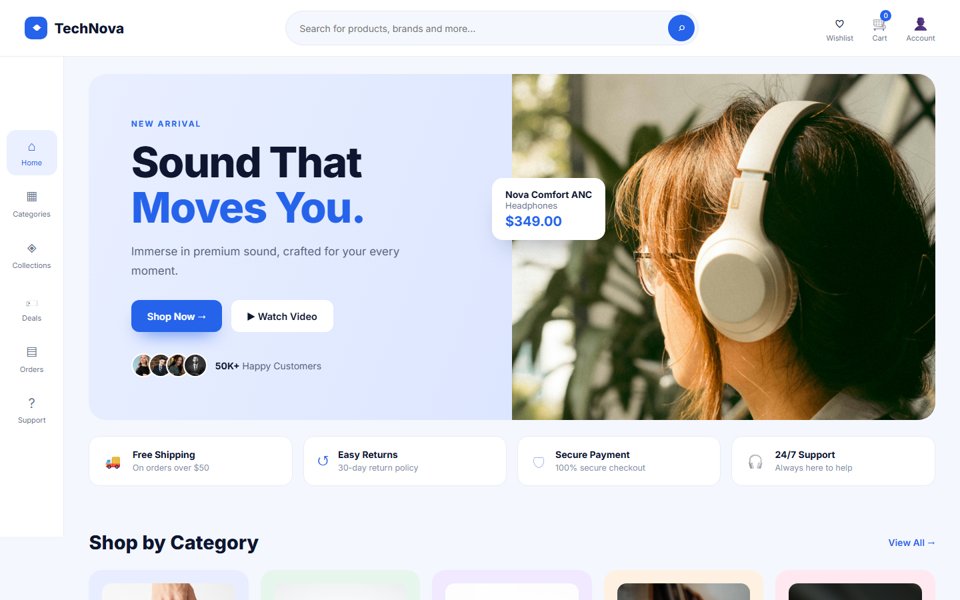 TechNova
Search for products, brands and more...
0
Wishlist
Cart
Account
Home
Categories
Collections
Deals
Orders
Support
NEW ARRIVAL
Sound That
Moves You.
Immerse in premium sound, crafted for your every
moment.
Shop Now →
▶ Watch Video
50K+ Happy Customers
Nova Comfort ANC
Headphones
$349.00
Free Shipping
On orders over $50
Easy Returns
30-day return policy
Secure Payment
100% secure checkout
24/7 Support
Always here to help
Shop by Category
View All →